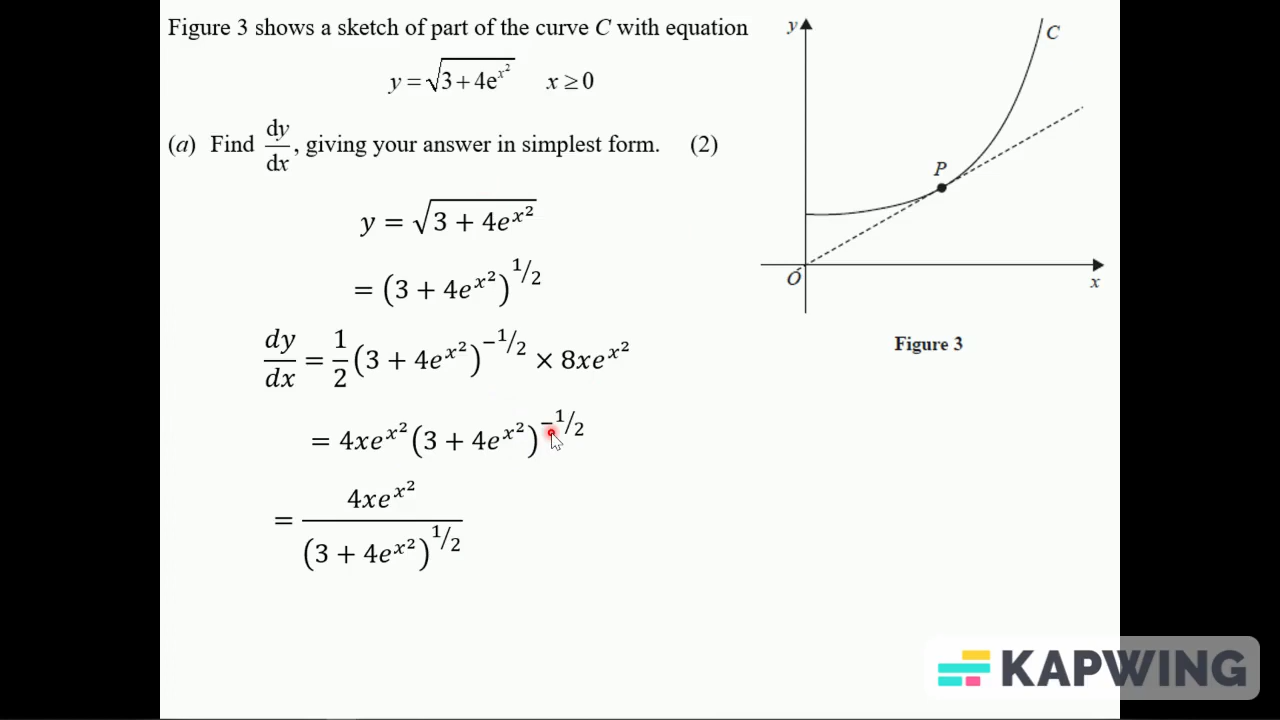 Figure 3 shows a sketch of part of the curve C with equation
y = √(3 + 4e^(x²))    x ≥ 0
(a) Find dy/dx, giving your answer in simplest form. (2)
y = √(3 + 4e^(x²))
= (3 + 4e^(x²))^(1/2)
dy/dx = 1/2 (3 + 4e^(x²))^(−1/2) × 8xe^(x²)
= 4xe^(x²) (3 + 4e^(x²))^(−1/2)
= 4xe^(x²) / (3 + 4e^(x²))^(1/2)
y
C
P
O
x
Figure 3
KAPWING